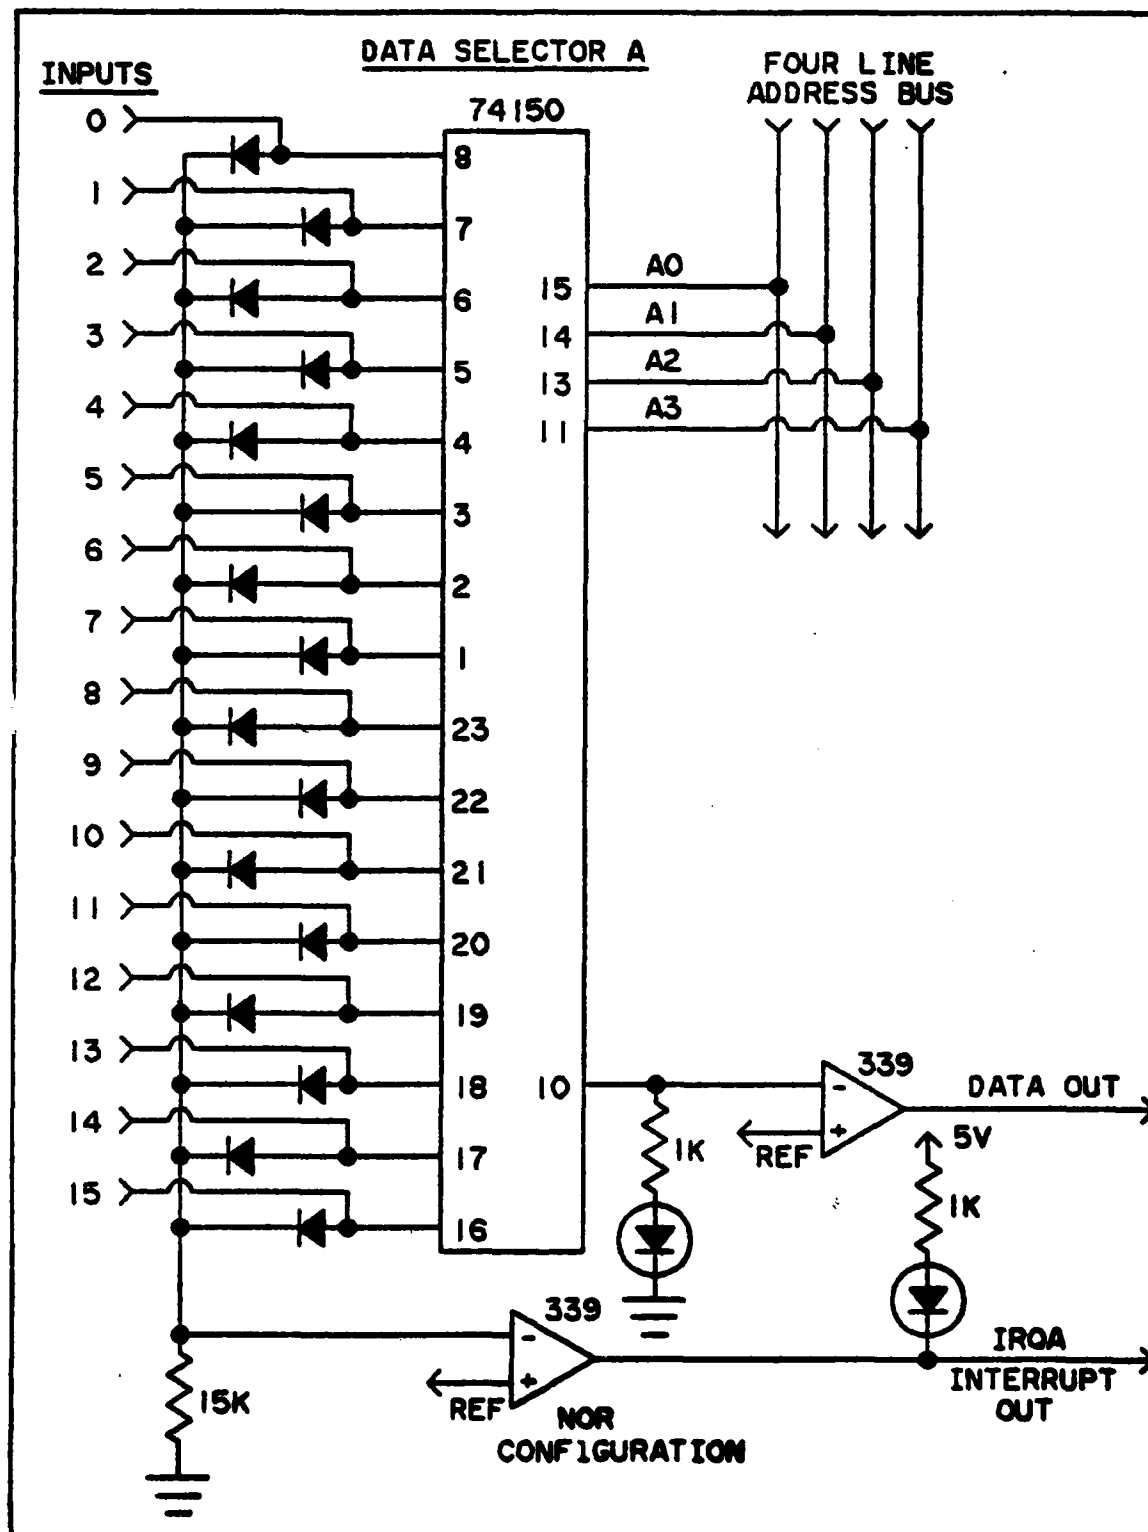 DATA SELECTOR A
INPUTS
FOUR LINE
ADDRESS BUS
74150
0
8
1
7
2
6
A0
15
3
A1
14
5
A2
13
4
A3
11
4
5
3
6
2
7
1
8
23
9
22
10
21
11
20
12
19
13
18
10
339
-
DATA OUT
14
17
1K
REF
+
5V
15
16
1K
339
-
IRQA
INTERRUPT
OUT
15K
REF
+
NOR
CONFIGURATION